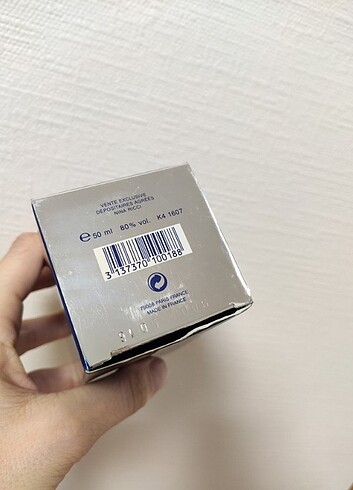 VENTE EXCLUSIVE
DEPOSITAIRES AGREES
NINA RICCI
e 50 ml 80% vol. K4 1607
3 137370 100188
75008 PARIS FRANCE
MADE IN FRANCE